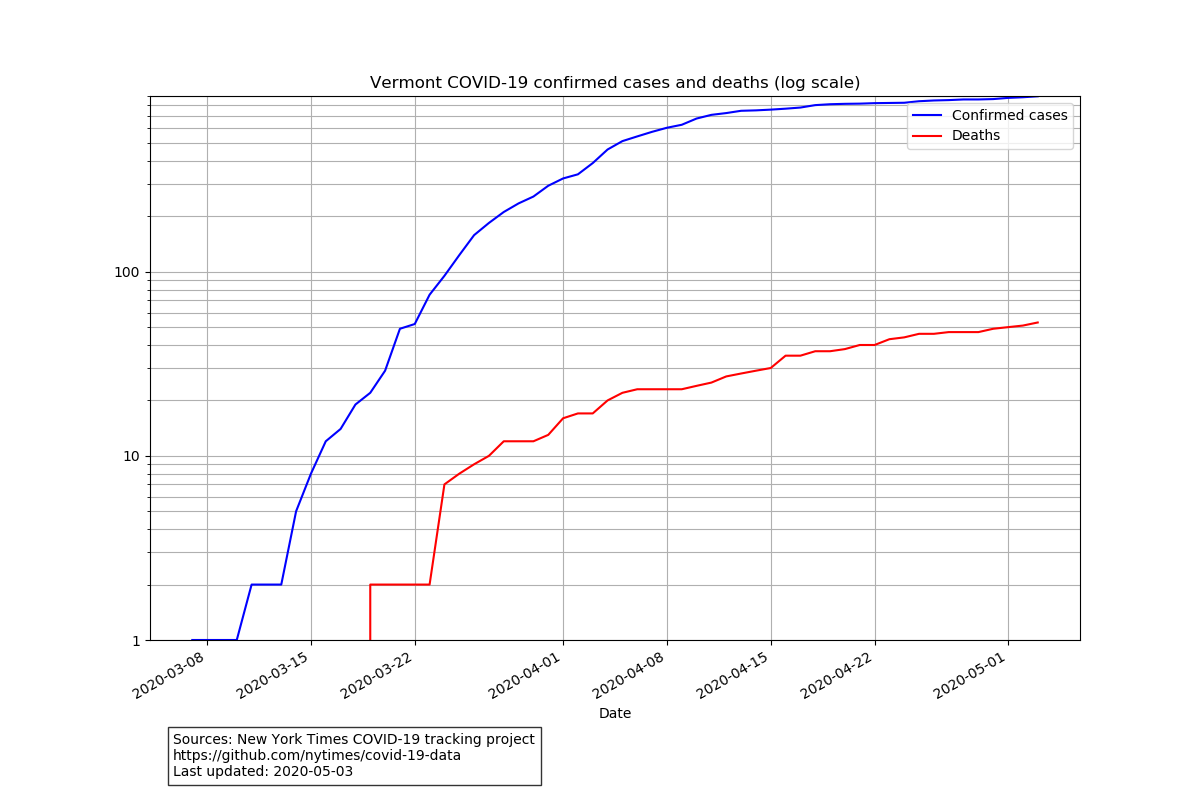 Vermont COVID-19 confirmed cases and deaths (log scale)
Confirmed cases
Deaths
100
10
1
2020-03-08
2020-03-15
2020-03-22
2020-04-01
2020-04-08
2020-04-15
2020-04-22
2020-05-01
Date
Sources: New York Times COVID-19 tracking project
https://github.com/nytimes/covid-19-data
Last updated: 2020-05-03